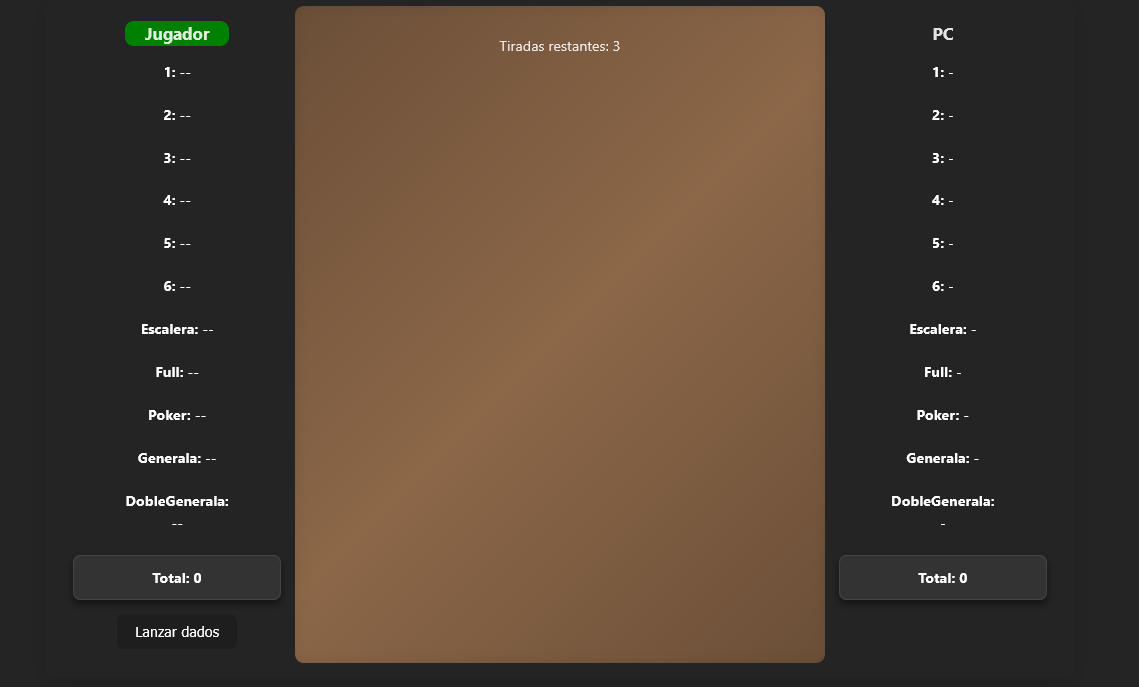 Jugador
1: --
2: --
3: --
4: --
5: --
6: --
Escalera: --
Full: --
Poker: --
Generala: --
DobleGenerala:
--
Total: 0
Lanzar dados
Tiradas restantes: 3
PC
1: -
2: -
3: -
4: -
5: -
6: -
Escalera: -
Full: -
Poker: -
Generala: -
DobleGenerala:
-
Total: 0